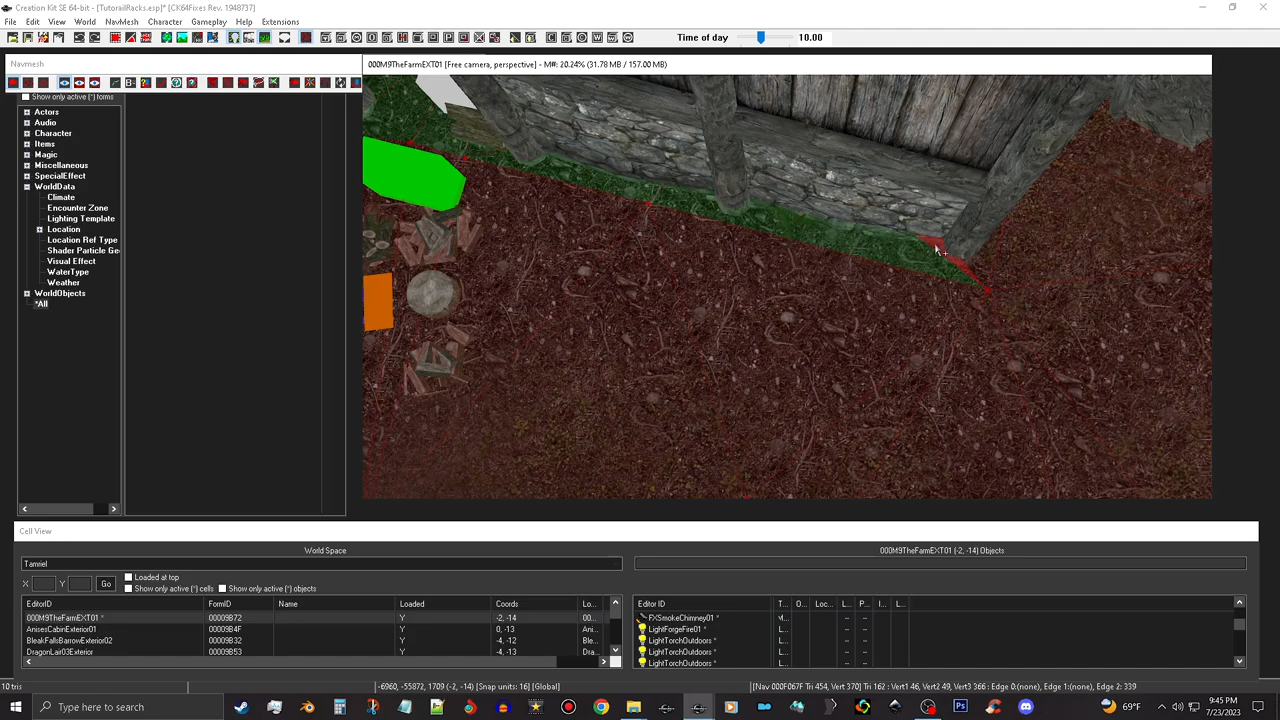 Creation Kit SE 64-bit - [TutorailRacks.esp]* [CK64Fixes Rev. 1948737]
File Edit View World NavMesh Character Gameplay Help Extensions
Time of day 10.00
Navmesh
000M9TheFarmEXT01 [Free camera, perspective] - M#: 20.24% (31.78 MB / 157.00 MB)
Show only active (*) forms
Actors
Audio
Character
Items
Magic
Miscellaneous
SpecialEffect
WorldData
Climate
Encounter Zone
Lighting Template
Location
Location Ref Type
Shader Particle Ge
Visual Effect
WaterType
Weather
WorldObjects
*All
Cell View
World Space
000M9TheFarmEXT01 (-2, -14) Objects
Tamriel
X Y Go
Loaded at top
Show only active (*) cells
Show only active (*) objects
EditorID FormID Name Loaded Coords Lo...
000M9TheFarmEXT01 * 00009B72 Y -2, -14
AnisesCabinExterior01 00009B4F Y 0, -13 Ani...
BleakFallsBarrowExterior02 00009B32 Y -4, -12 Ble...
DragonLair03Exterior 00009B53 Y -4, -13 Dra...
Editor ID T... O... Loc... L... P... I... L...
FXSmokeChimney01 *
LightForgeFire01 * L...
LightTorchOutdoors * L...
LightTorchOutdoors * L...
LightTorchOutdoors * L...
10 tris
-6960, -55872, 1709 (-2, -14) [Snap units: 16] [Global]
[Nav 000F067F Tri 454, Vert 370] Tri 162 : Vert1 46, Vert2 49, Vert3 366 : Edge 0:(none), Edge 1:(none), Edge 2: 339
Type here to search
69°F
9:45 PM
7/23/2023